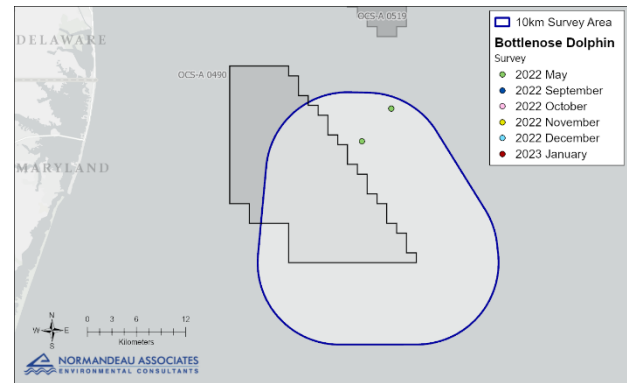 OCS-A 0519
DELAWARE
OCS-A 0490
MARYLAND
10km Survey Area
Bottlenose Dolphin
Survey
2022 May
2022 September
2022 October
2022 November
2022 December
2023 January
N
W E
S
0 3 6 12
Kilometers
NORMANDEAU ASSOCIATES
ENVIRONMENTAL CONSULTANTS